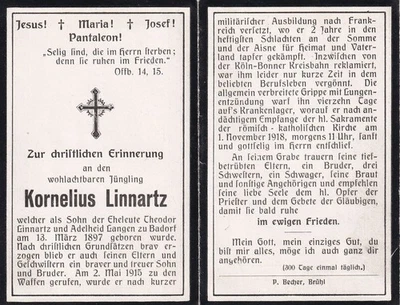 Jesus! † Maria! † Josef!
Pantaleon!
„Selig sind, die im Herrn sterben;
denn sie ruhen im Frieden.“
Offb. 14, 15.
Zur christlichen Erinnerung
an den
wohlachtbaren Jüngling
Kornelius Linnartz
welcher als Sohn der Eheleute Theodor
Linnartz und Adelheid Langen zu Badorf
am 13. März 1897 geboren wurde.
Nach christlichen Grundsätzen brav er-
zogen blieb er auch seinen Eltern und
Geschwistern ein braver und treuer Sohn
und Bruder. Am 2. Mai 1915 zu seiner
militärischer Ausbildung nach Frank-
reich versetzt, wo er 2 Jahre in den
heftigsten Schlachten an der Somme
und der Aisne für Heimat und Vater-
land tapfer gekämpft. Inzwischen von
der Köln-Bonner Kreisbahn reklamiert,
war ihm leider nur kurze Zeit in dem
beliebten Berufsleben vergönnt. Die
allgemein verbreitete Grippe mit Lungen-
entzündung warf ihn vierzehn Tage
auf's Krankenlager, worauf er nach an-
dächtigem Empfange der hl. Sakramente
der römisch-katholischen Kirche am
1. November 1918, morgens 11 Uhr, sanft
und gottselig im Herrn entschlief.
An seinem Grabe trauern seine tief-
betrübten Eltern, ein Bruder, drei
Schwestern, ein Schwager, seine Braut
und sonstige Angehörigen und empfehlen
seine liebe Seele dem hl. Opfer der
Priester und dem Gebete der Gläubigen,
damit sie bald ruhe
im ewigen Frieden.
Mein Gott, mein einziges Gut, du
bist mir alles, möge ich auch dir
alles sein.
(300 Tage einmal täglich.)
P. Becher, Brühl